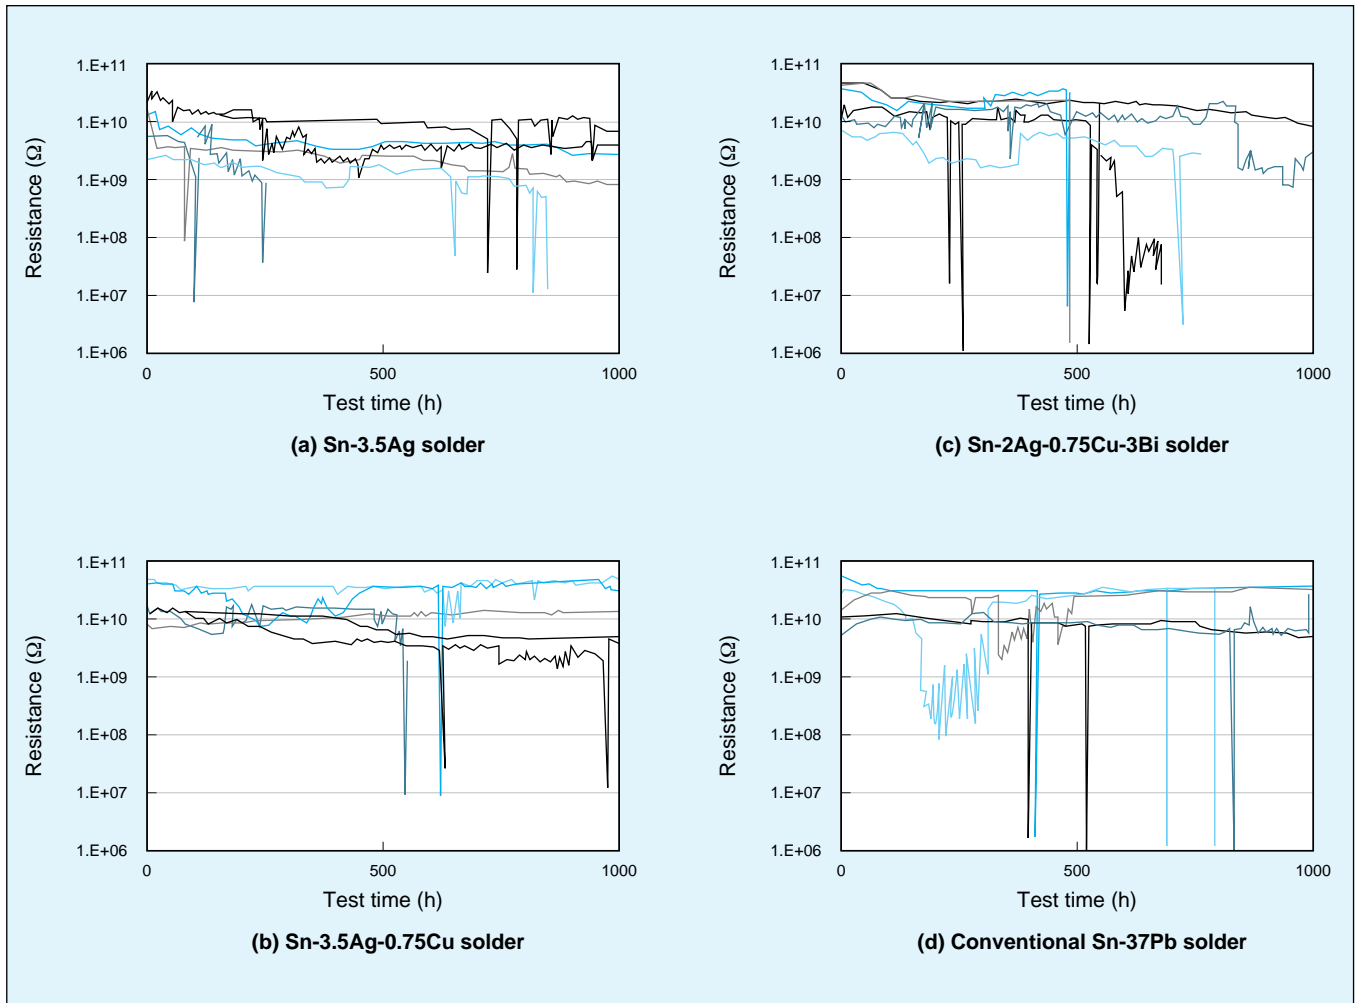 1.E+11
1.E+10
1.E+09
1.E+08
1.E+07
1.E+06
Resistance (Ω)
0
500
1000
Test time (h)
(a) Sn-3.5Ag solder
1.E+11
1.E+10
1.E+09
1.E+08
1.E+07
1.E+06
Resistance (Ω)
0
500
1000
Test time (h)
(c) Sn-2Ag-0.75Cu-3Bi solder
1.E+11
1.E+10
1.E+09
1.E+08
1.E+07
1.E+06
Resistance (Ω)
0
500
1000
Test time (h)
(b) Sn-3.5Ag-0.75Cu solder
1.E+11
1.E+10
1.E+09
1.E+08
1.E+07
1.E+06
Resistance (Ω)
0
500
1000
Test time (h)
(d) Conventional Sn-37Pb solder